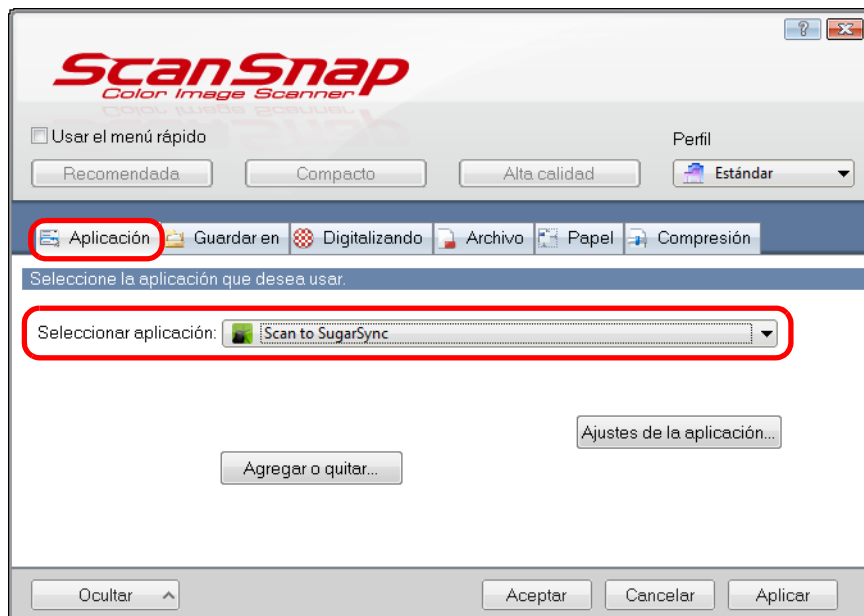 ScanSnap
Color Image Scanner
Usar el menú rápido
Perfil
Recomendada Compacto Alta calidad Estándar
Aplicación Guardar en Digitalizando Archivo Papel Compresión
Seleccione la aplicación que desea usar.
Seleccionar aplicación: Scan to SugarSync
Ajustes de la aplicación...
Agregar o quitar...
Ocultar Aceptar Cancelar Aplicar